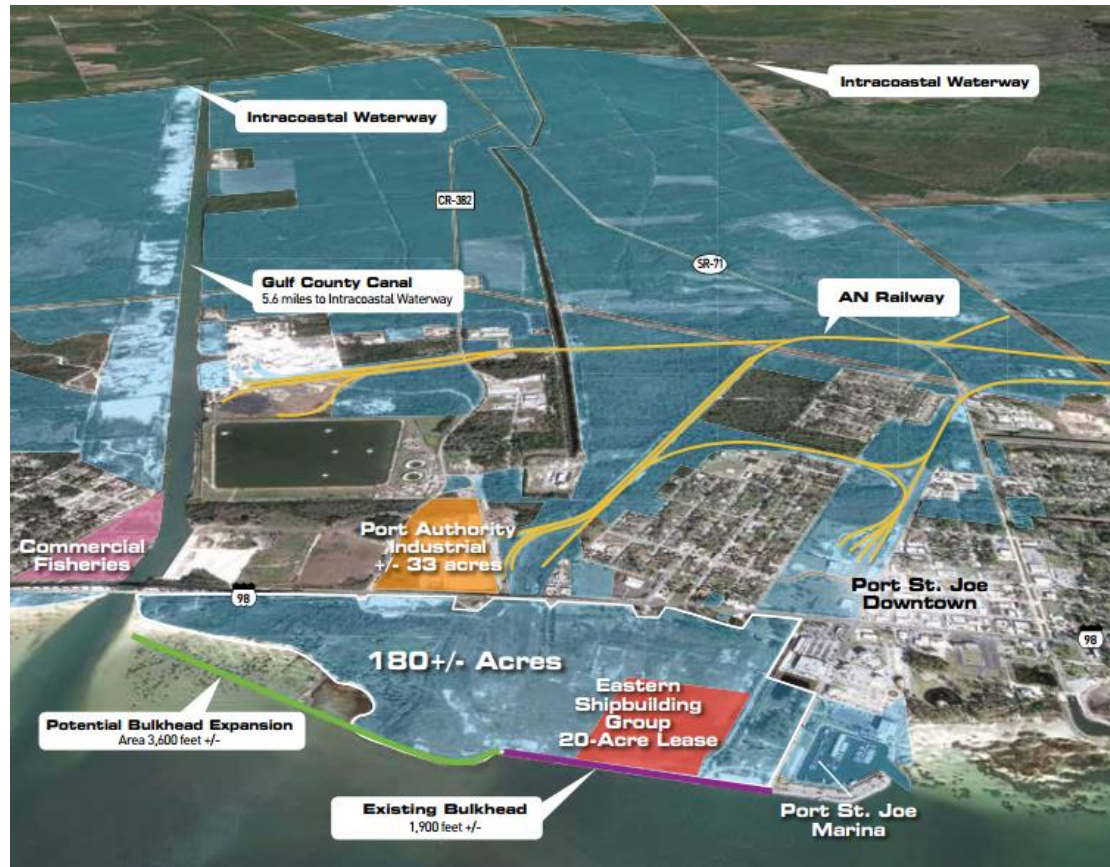 Intracoastal Waterway
Intracoastal Waterway
CR-382
SR-71
Gulf County Canal
5.6 miles to Intracoastal Waterway
AN Railway
Commercial
Fisheries
Port Authority
Industrial
+/- 33 acres
98
Port St. Joe
Downtown
98
180+/- Acres
Eastern
Shipbuilding
Group
20-Acre Lease
Potential Bulkhead Expansion
Area 3,600 feet +/-
Existing Bulkhead
1,900 feet +/-
Port St. Joe
Marina